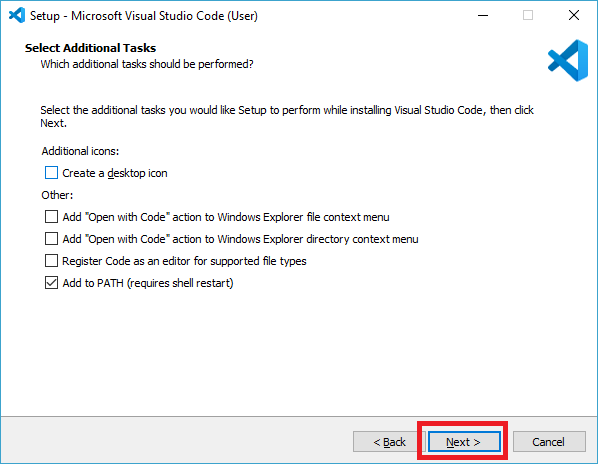 Setup - Microsoft Visual Studio Code (User)
Select Additional Tasks
Which additional tasks should be performed?
Select the additional tasks you would like Setup to perform while installing Visual Studio Code, then click
Next.
Additional icons:
Create a desktop icon
Other:
Add "Open with Code" action to Windows Explorer file context menu
Add "Open with Code" action to Windows Explorer directory context menu
Register Code as an editor for supported file types
Add to PATH (requires shell restart)
< Back Next > Cancel